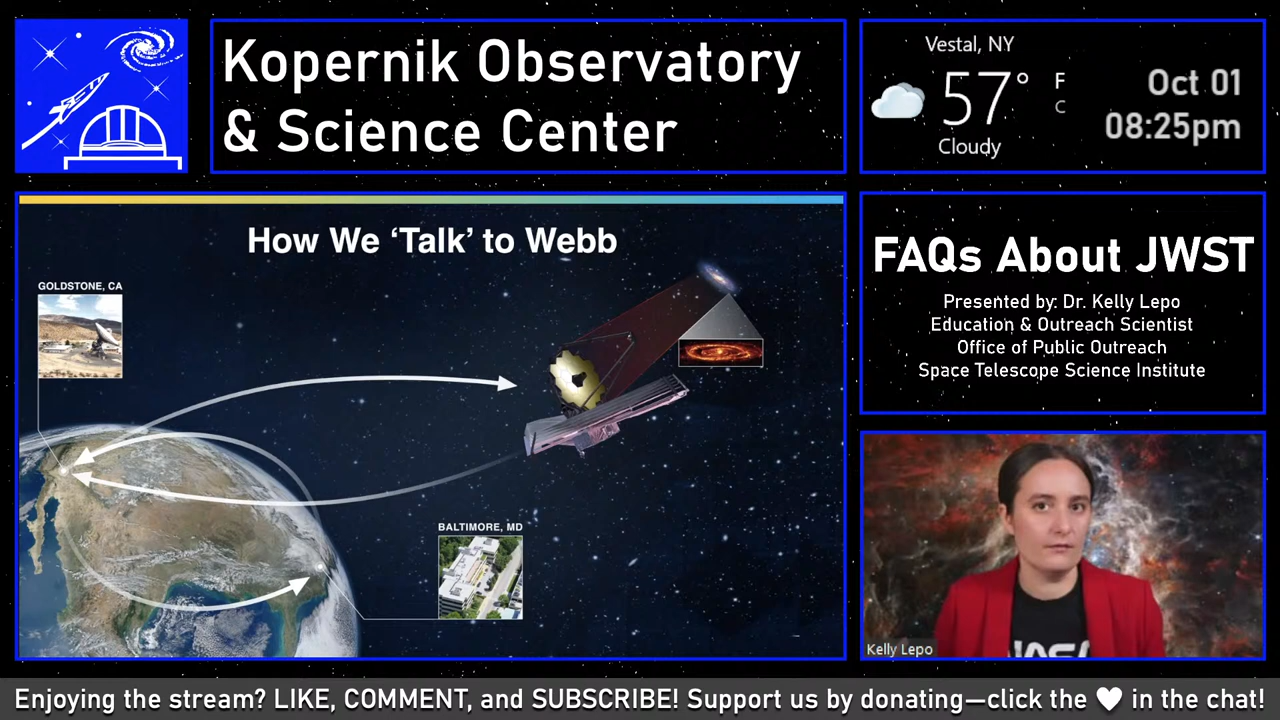 Kopernik Observatory
& Science Center
Vestal, NY
57° F
C
Cloudy
Oct 01
08:25pm
How We ‘Talk’ to Webb
GOLDSTONE, CA
BALTIMORE, MD
FAQs About JWST
Presented by: Dr. Kelly Lepo
Education & Outreach Scientist
Office of Public Outreach
Space Telescope Science Institute
NASA
Kelly Lepo
Enjoying the stream? LIKE, COMMENT, and SUBSCRIBE! Support us by donating—click the ♥ in the chat!